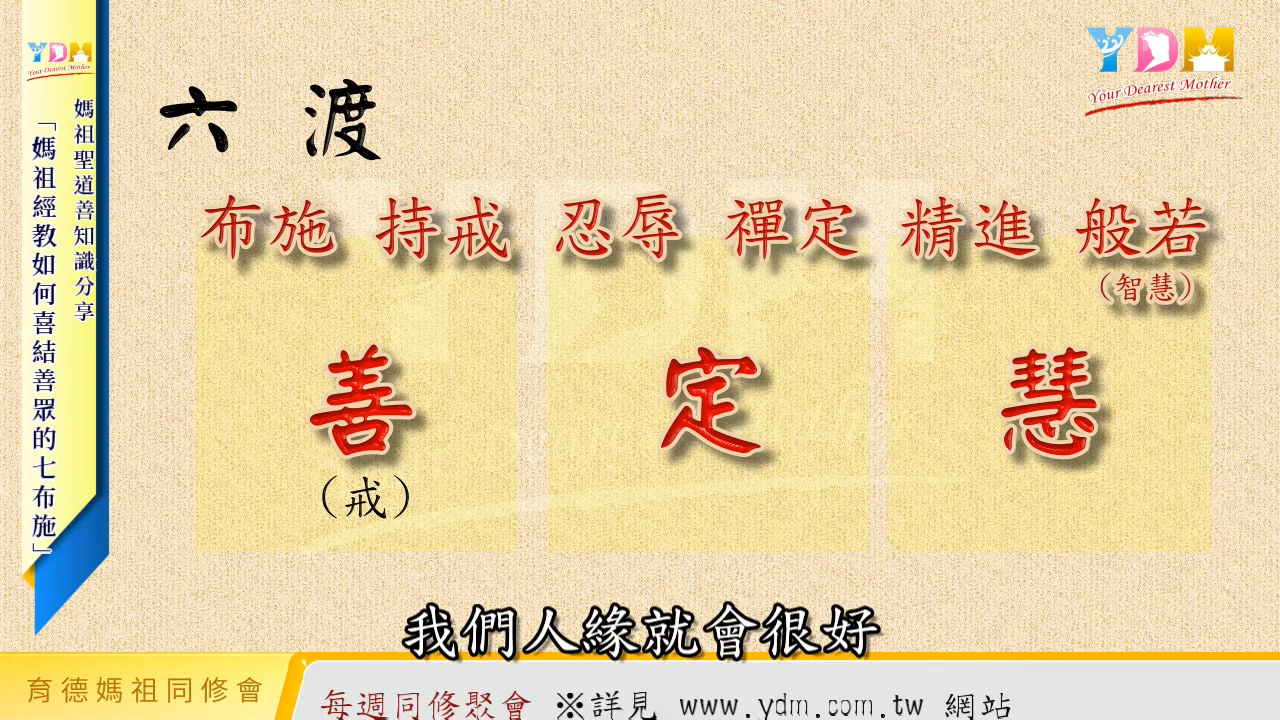 YDM
Your Dearest Mother
媽祖聖道善知識分享
「媽祖經教如何喜結善眾的七布施」
YDM
Your Dearest Mother
六 渡
布施 持戒 忍辱 禪定 精進 般若
（智慧）
善 定 慧
（戒）
我們人緣就會很好
育德媽祖同修會
每週同修聚會 ※詳見 www.ydm.com.tw 網站